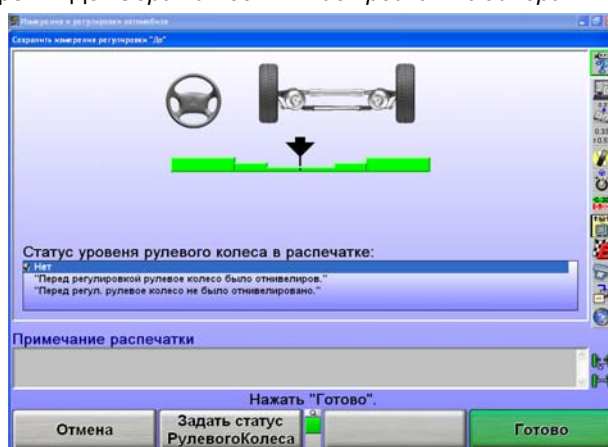 Измерения и регулировки автомобиля
Сохранить измерения регулировки "До"
Статус уровеня рулевого колеса в распечатке:
Нет
"Перед регулировкой рулевое колесо было отнивелиров."
"Перед регул. рулевое колесо не было отнивелировано."
Примечание распечатки
Нажать "Готово".
Отмена
Задать статус
РулевогоКолеса
Готово